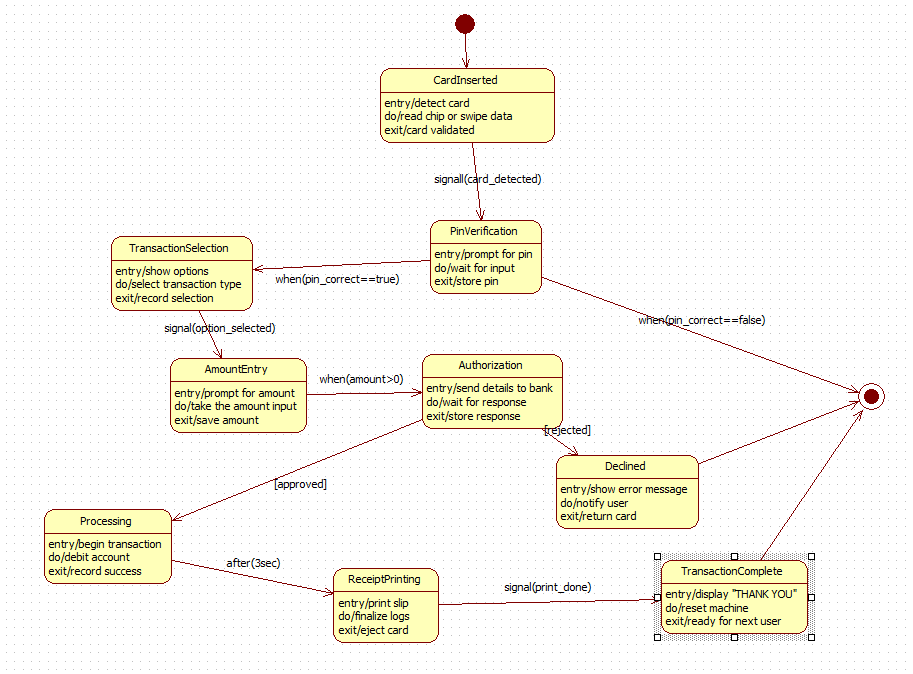 CardInserted
entry/detect card
do/read chip or swipe data
exit/card validated
signall(card_detected)
PinVerification
entry/prompt for pin
do/wait for input
exit/store pin
TransactionSelection
entry/show options
do/select transaction type
exit/record selection
when(pin_correct==true)
when(pin_correct==false)
signal(option_selected)
AmountEntry
entry/prompt for amount
do/take the amount input
exit/save amount
when(amount>0)
Authorization
entry/send details to bank
do/wait for response
exit/store response
[rejected]
Declined
entry/show error message
do/notify user
exit/return card
[approved]
Processing
entry/begin transaction
do/debit account
exit/record success
after(3sec)
ReceiptPrinting
entry/print slip
do/finalize logs
exit/eject card
signal(print_done)
TransactionComplete
entry/display "THANK YOU"
do/reset machine
exit/ready for next user